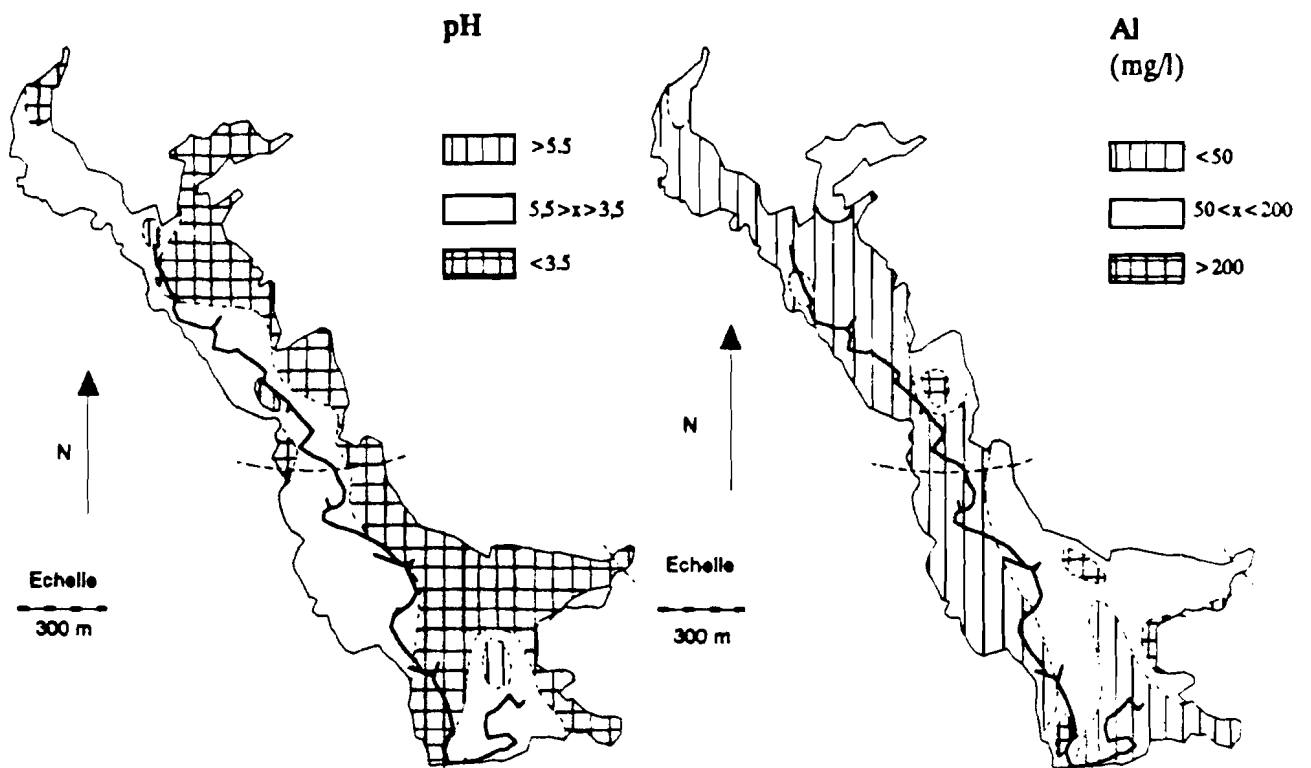 pH
>5.5
5,5>x>3,5
<3.5
N
Echelle
300 m
Al
(mg/l)
<50
50<x<200
>200
N
Echelle
300 m